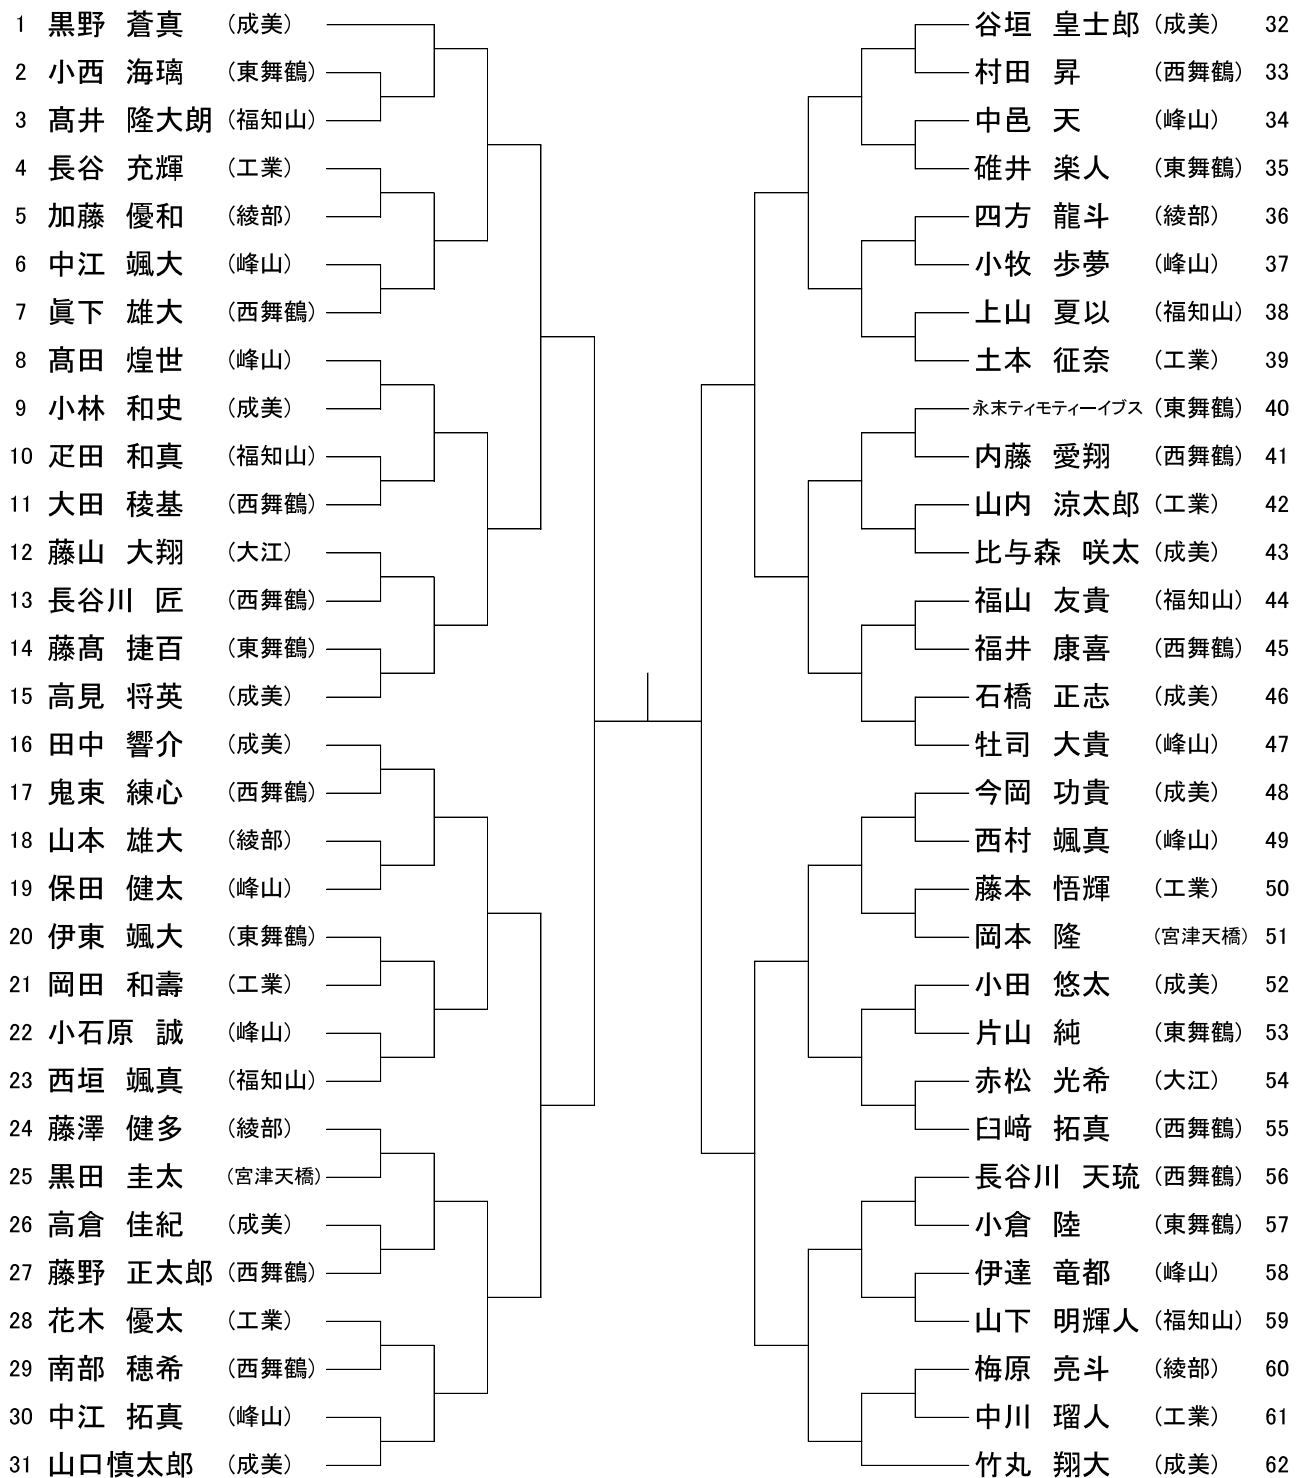 1 黒野 蒼真 (成美)
2 小西 海璃 (東舞鶴)
3 髙井 隆大朗 (福知山)
4 長谷 充輝 (工業)
5 加藤 優和 (綾部)
6 中江 颯大 (峰山)
7 眞下 雄大 (西舞鶴)
8 髙田 煌世 (峰山)
9 小林 和史 (成美)
10 疋田 和真 (福知山)
11 大田 稜基 (西舞鶴)
12 藤山 大翔 (大江)
13 長谷川 匠 (西舞鶴)
14 藤髙 捷百 (東舞鶴)
15 高見 将英 (成美)
16 田中 響介 (成美)
17 鬼束 練心 (西舞鶴)
18 山本 雄大 (綾部)
19 保田 健太 (峰山)
20 伊東 颯大 (東舞鶴)
21 岡田 和壽 (工業)
22 小石原 誠 (峰山)
23 西垣 颯真 (福知山)
24 藤澤 健多 (綾部)
25 黒田 圭太 (宮津天橋)
26 高倉 佳紀 (成美)
27 藤野 正太郎 (西舞鶴)
28 花木 優太 (工業)
29 南部 穂希 (西舞鶴)
30 中江 拓真 (峰山)
31 山口慎太郎 (成美)
谷垣 皇士郎 (成美) 32
村田 昇 (西舞鶴) 33
中邑 天 (峰山) 34
碓井 楽人 (東舞鶴) 35
四方 龍斗 (綾部) 36
小牧 歩夢 (峰山) 37
上山 夏以 (福知山) 38
土本 征奈 (工業) 39
永末ティモティーイブス (東舞鶴) 40
内藤 愛翔 (西舞鶴) 41
山内 涼太郎 (工業) 42
比与森 咲太 (成美) 43
福山 友貴 (福知山) 44
福井 康喜 (西舞鶴) 45
石橋 正志 (成美) 46
牡司 大貴 (峰山) 47
今岡 功貴 (成美) 48
西村 颯真 (峰山) 49
藤本 悟輝 (工業) 50
岡本 隆 (宮津天橋) 51
小田 悠太 (成美) 52
片山 純 (東舞鶴) 53
赤松 光希 (大江) 54
臼﨑 拓真 (西舞鶴) 55
長谷川 天琉 (西舞鶴) 56
小倉 陸 (東舞鶴) 57
伊達 竜都 (峰山) 58
山下 明輝人 (福知山) 59
梅原 亮斗 (綾部) 60
中川 瑠人 (工業) 61
竹丸 翔大 (成美) 62